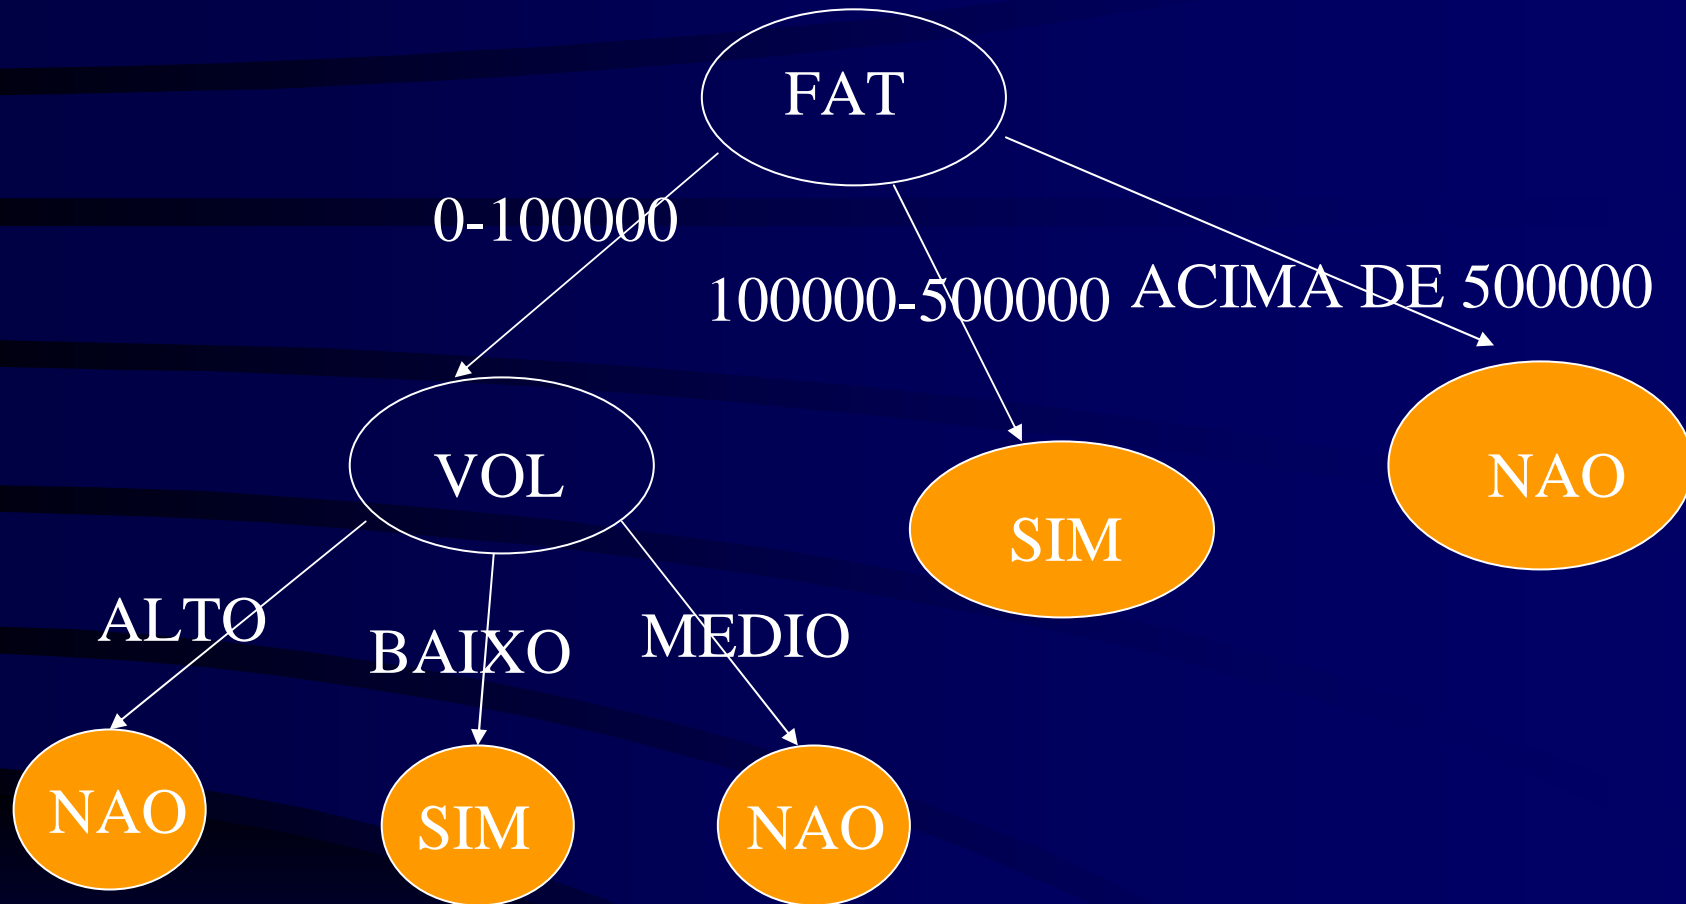 FAT
0-100000
100000-500000
ACIMA DE 500000
VOL
SIM
NAO
ALTO
BAIXO
MEDIO
NAO
SIM
NAO